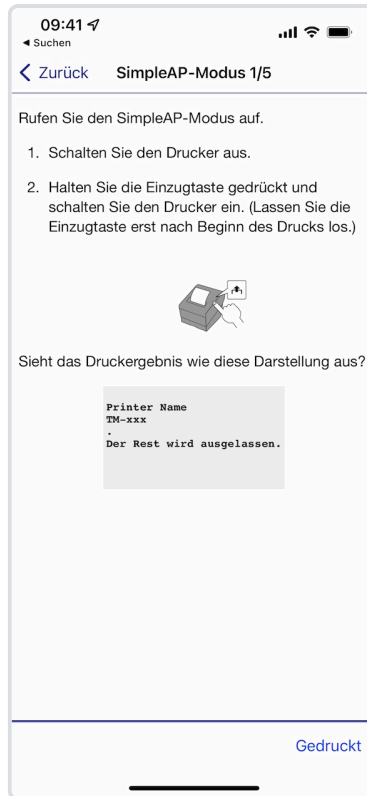 09:41
◀ Suchen
Zurück SimpleAP-Modus 1/5
Rufen Sie den SimpleAP-Modus auf.
1. Schalten Sie den Drucker aus.
2. Halten Sie die Einzugtaste gedrückt und
schalten Sie den Drucker ein. (Lassen Sie die
Einzugtaste erst nach Beginn des Drucks los.)
Sieht das Druckergebnis wie diese Darstellung aus?
Printer Name
TM-xxx
.
Der Rest wird ausgelassen.
Gedruckt